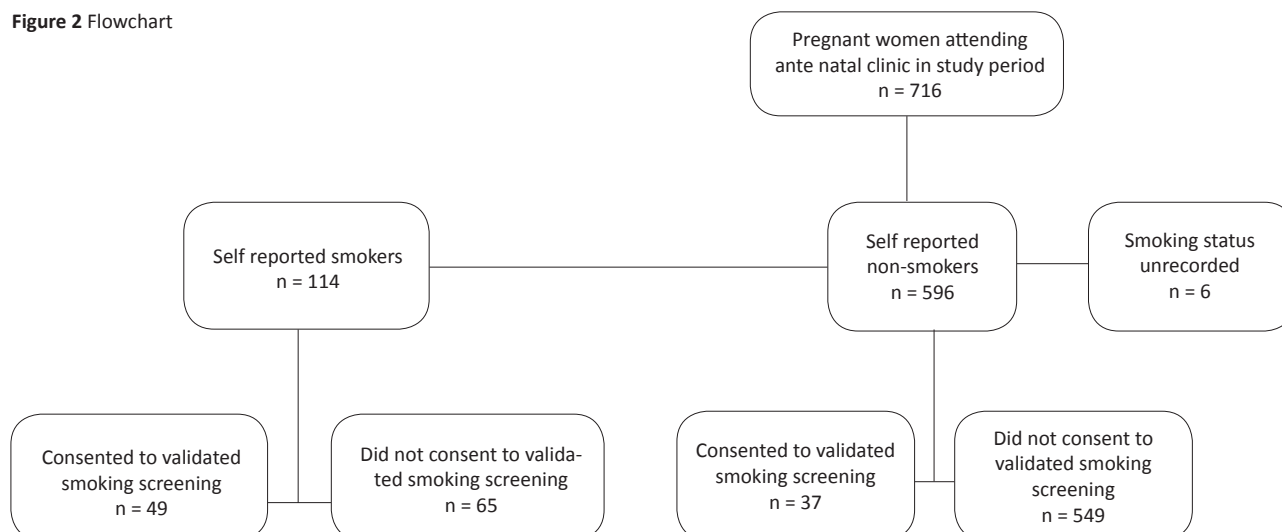 Figure 2 Flowchart
Pregnant women attending
ante natal clinic in study period
n = 716
Self reported smokers
n = 114
Self reported
non-smokers
n = 596
Smoking status
unrecorded
n = 6
Consented to validated
smoking screening
n = 49
Did not consent to valida-
ted smoking screening
n = 65
Consented to validated
smoking screening
n = 37
Did not consent to
validated smoking
screening
n = 549